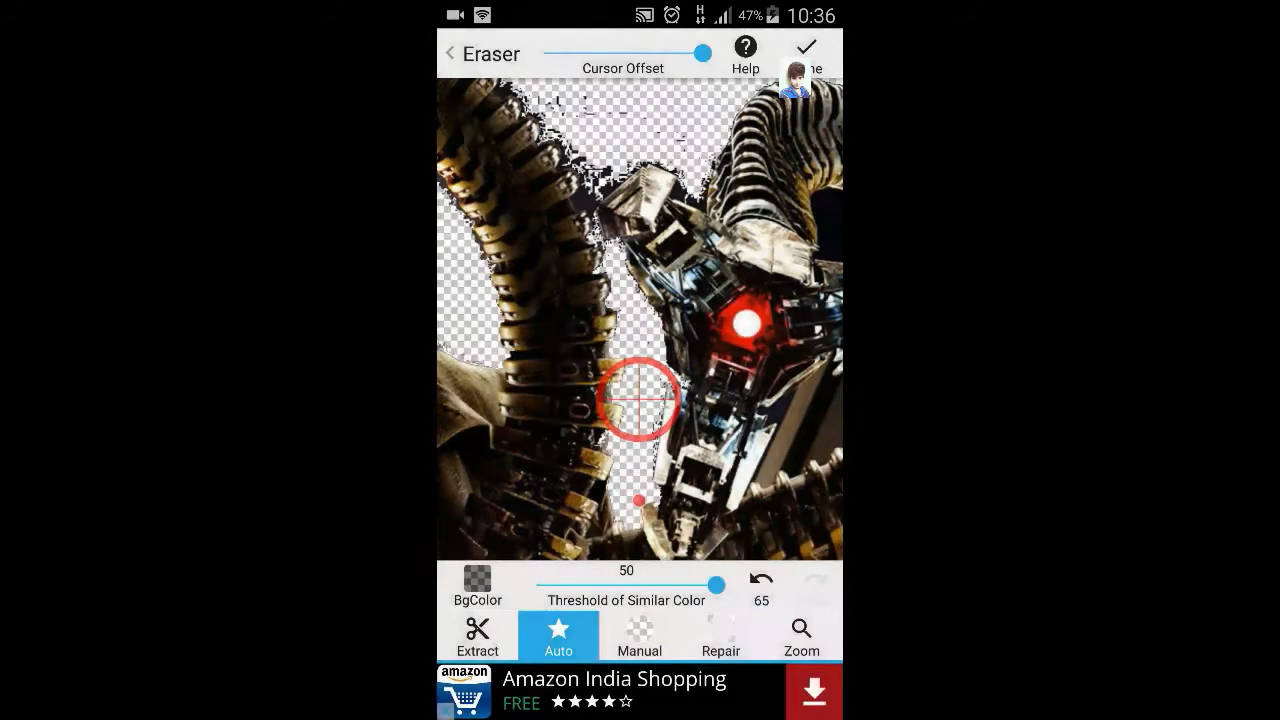 H 47% 10:36
Eraser
Cursor Offset
Help
ne
50
BgColor
Threshold of Similar Color
65
Extract
Auto
Manual
Repair
Zoom
amazon
Amazon India Shopping
FREE